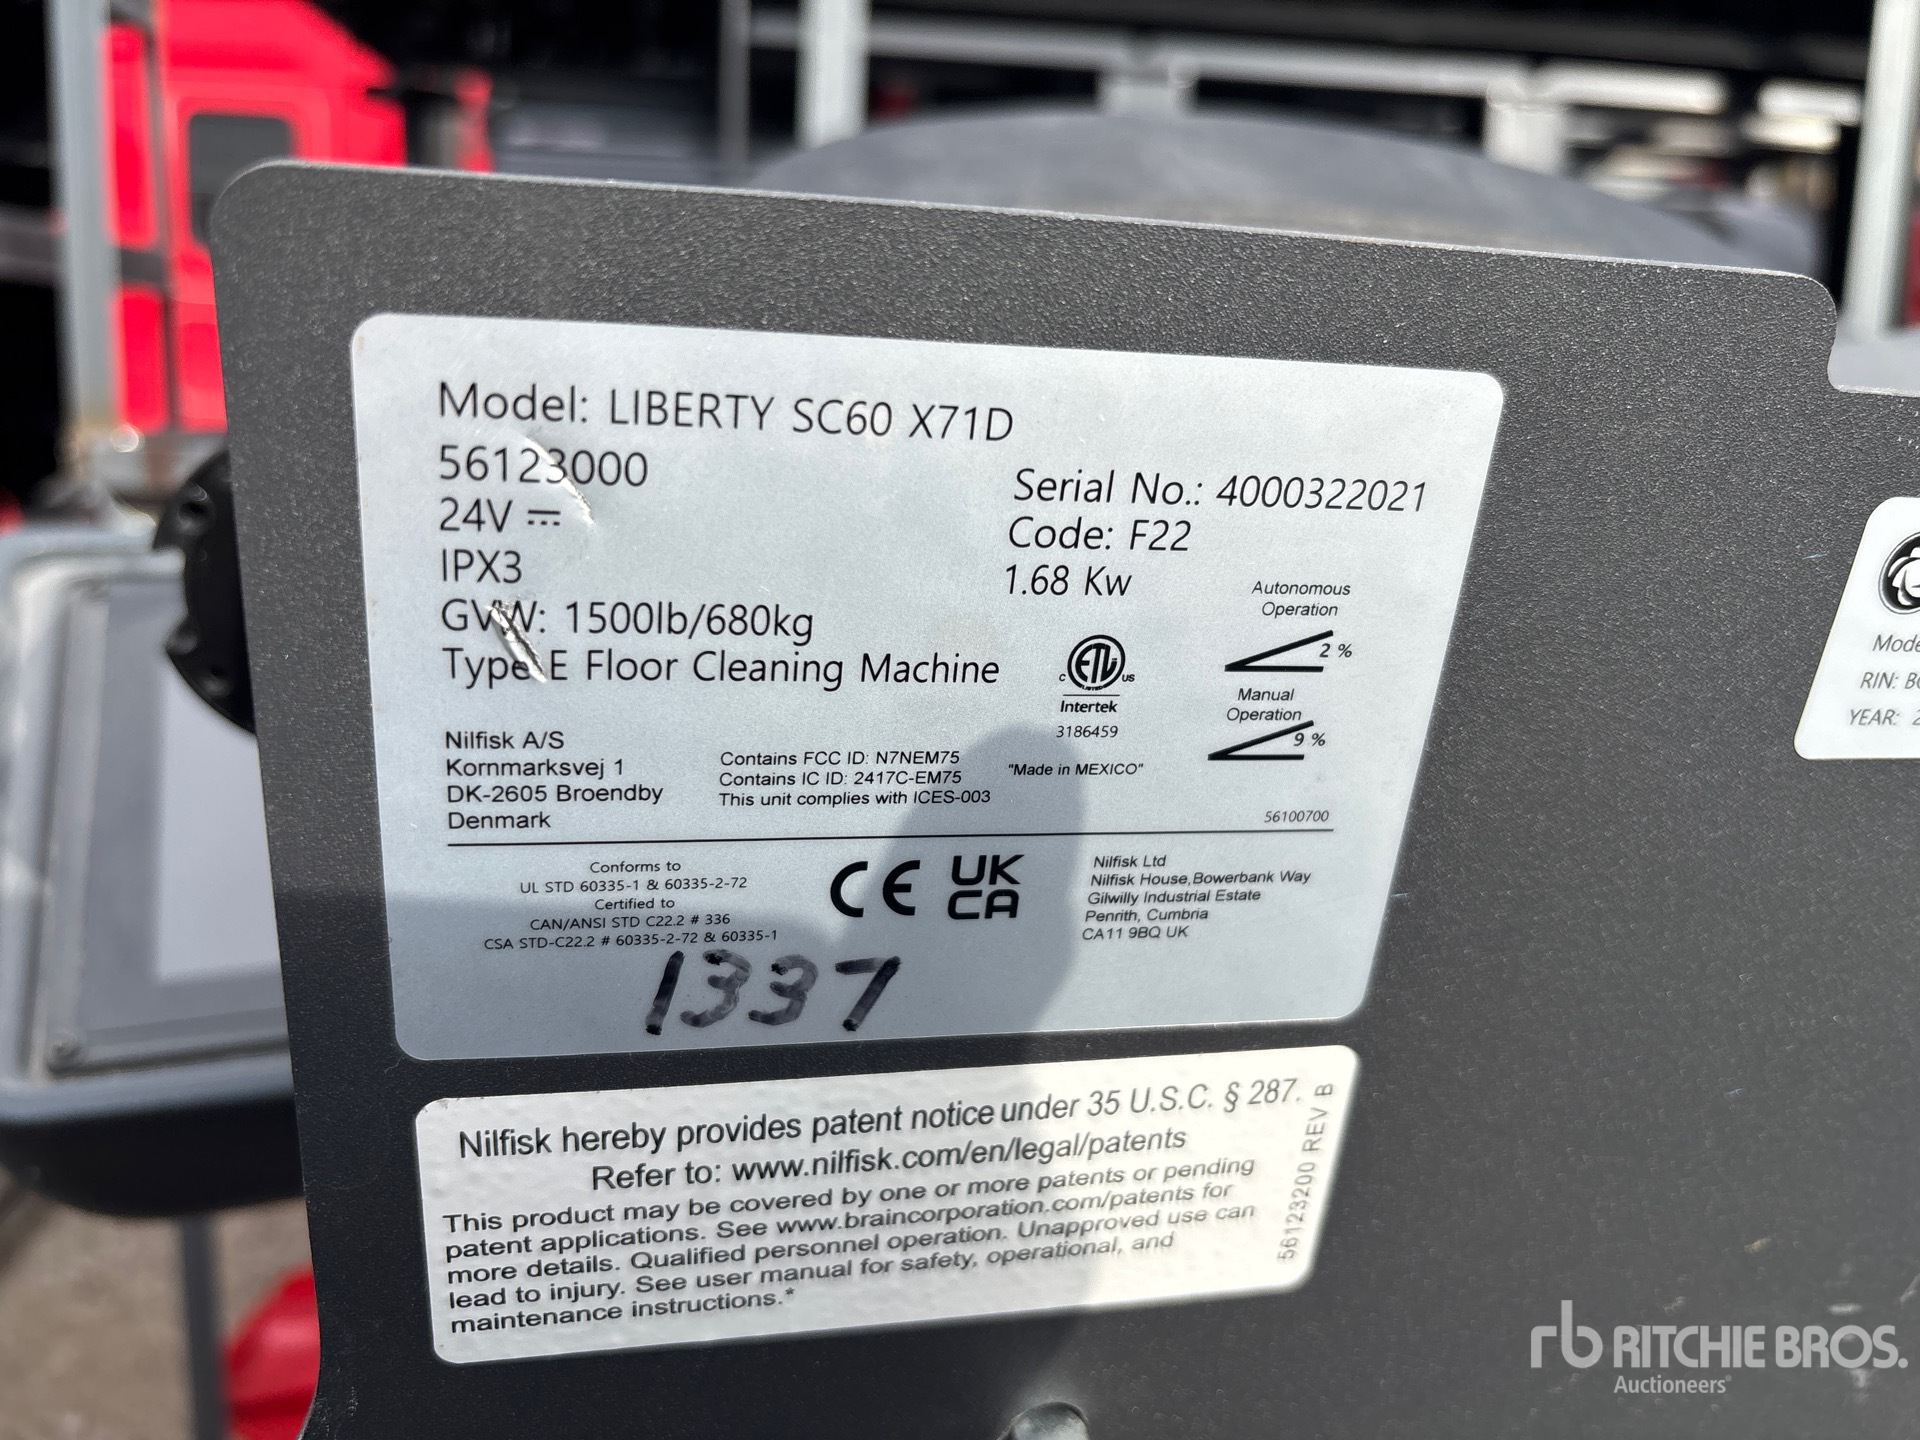 Model: LIBERTY SC60 X71D
56123000
24V
IPX3
GVW: 1500lb/680kg
Type E Floor Cleaning Machine
Serial No.: 4000322021
Code: F22
1.68 Kw
Autonomous
Operation
2 %
Manual
Operation
9 %
ETL
LISTED
C US
Intertek
3186459
Nilfisk A/S
Kornmarksvej 1
DK-2605 Broendby
Denmark
Contains FCC ID: N7NEM75
Contains IC ID: 2417C-EM75
This unit complies with ICES-003
"Made in MEXICO"
56100700
Conforms to
UL STD 60335-1 & 60335-2-72
Certified to
CAN/ANSI STD C22.2 # 336
CSA STD-C22.2 # 60335-2-72 & 60335-1
CE
UK
CA
Nilfisk Ltd
Nilfisk House, Bowerbank Way
Gilwilly Industrial Estate
Penrith, Cumbria
CA11 9BQ UK
1337
Nilfisk hereby provides patent notice under 35 U.S.C. § 287.
Refer to: www.nilfisk.com/en/legal/patents
This product may be covered by one or more patents or pending
patent applications. See www.braincorporation.com/patents for
more details. Qualified personnel operation. Unapproved use can
lead to injury. See user manual for safety, operational, and
maintenance instructions.*
56123200 REV B
RIN:
YEAR:
rb RITCHIE BROS.
Auctioneers